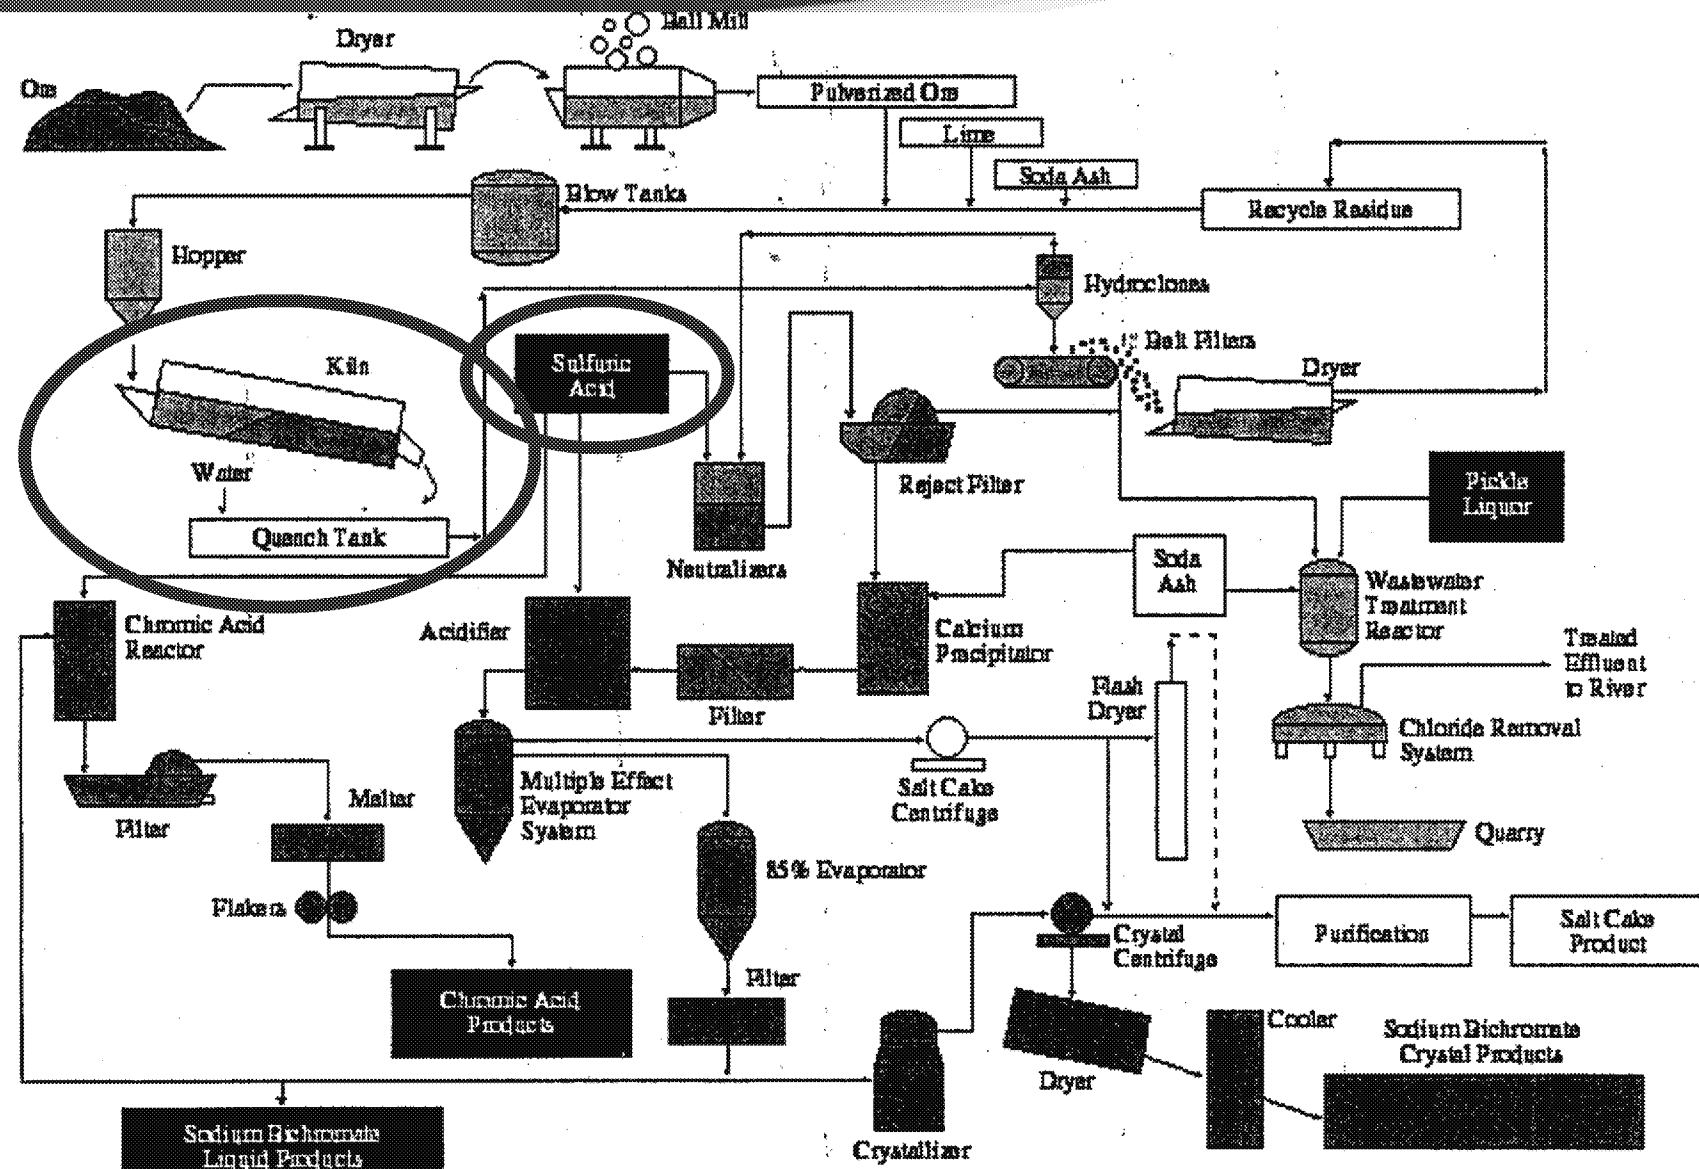 Ball Mill
Dryer
Ore
Pulverized Ore
Lime
Soda Ash
Blow Tanks
Recycle Residue
Hopper
Hydroclones
Belt Filters
Sulfuric
Acid
Kiln
Dryer
Water
Reject Filter
Pickle
Liquor
Quench Tank
Neutralizers
Soda
Ash
Wastewater
Treatment
Reactor
Chromic Acid
Reactor
Acidifier
Calcium
Precipitator
Treated
Effluent
to River
Filter
Flash
Dryer
Chloride Removal
System
Multiple Effect
Evaporator
System
Salt Cake
Centrifuge
Melter
Filter
Quarry
85% Evaporator
Flakers
Crystal
Centrifuge
Purification
Salt Cake
Product
Filter
Chromic Acid
Products
Cooler
Sodium Bichromate
Crystal Products
Dryer
Crystallizer
Sodium Bichromate
Liquid Products